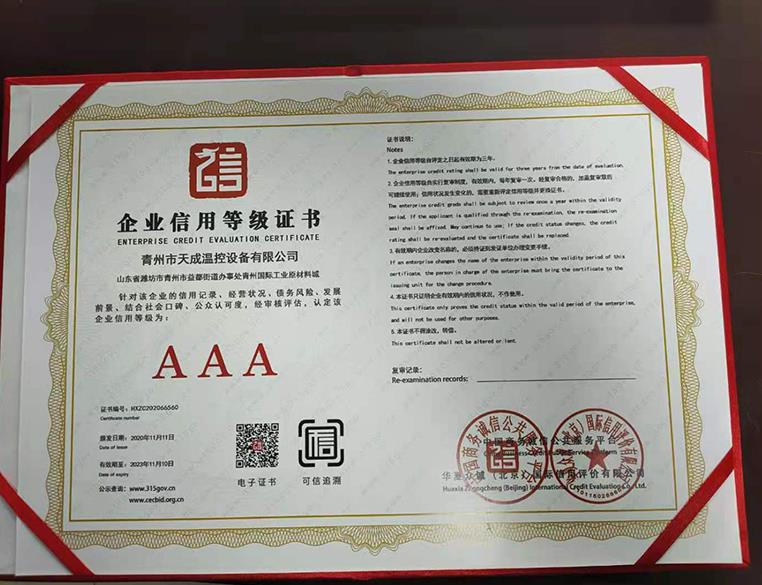 企业信用等级证书
ENTERPRISE CREDIT EVALUATION CERTIFICATE
青州市天成温控设备有限公司
山东省潍坊市青州市益都街道办事处青州国际工业原材料城
针对该企业的信用记录、经营状况、债务风险、发展
前景、结合社会口碑、公众认可度,经审核评估,认定该
企业信用等级为:
AAA
证书编号:HXZC202066560
Certificate number
颁发日期:2020年11月11日
Date of issue
有效期至:2023年11月10日
Date of expiry
公示查询:www.315gov.cn
www.cecbid.org.cn
电子证书
可信追溯
证书说明:
Notes
1.企业信用等级自评定之日起有效期为三年。
The enterprise credit rating shall be valid for three years from the date of evaluation.
2.企业信用等级自实行复审制度,有效期内,每年复审一次。经复审合格的,加盖复审章后
可继续使用;信用状况发生变化的,需要重新评定信用等级并更换证书。
The enterprise credit grade shall be subject to review once a year within the validity
period. If the applicant is qualified through the re-examination, the re-examination
seal shall be affixed. May continue to use; If the credit status changes, the credit
rating shall be re-evaluated and the certificate shall be replaced.
3.有效期内企业改变名称的,必须持证到发证单位办理变更手续。
If an enterprise changes the name of the enterprise within the validity period of this
certificate, the person in charge of the enterprise must bring the certificate to the
issuing unit for the change procedure.
4.本证书只证明企业有效期内的信用状况,不作他用。
This certificate only proves the credit status within the valid period of the enterprise,
and will not be used for other purposes.
5.本证书不得涂改,转借。
This certificate shall not be altered or lent.
复审记录:
Re-examination records:
中国商务诚信公共服务平台
华夏众诚(北京)国际信用评价有限公司
Huaxia Zhongcheng (Beijing) International Credit Evaluation Co., Ltd